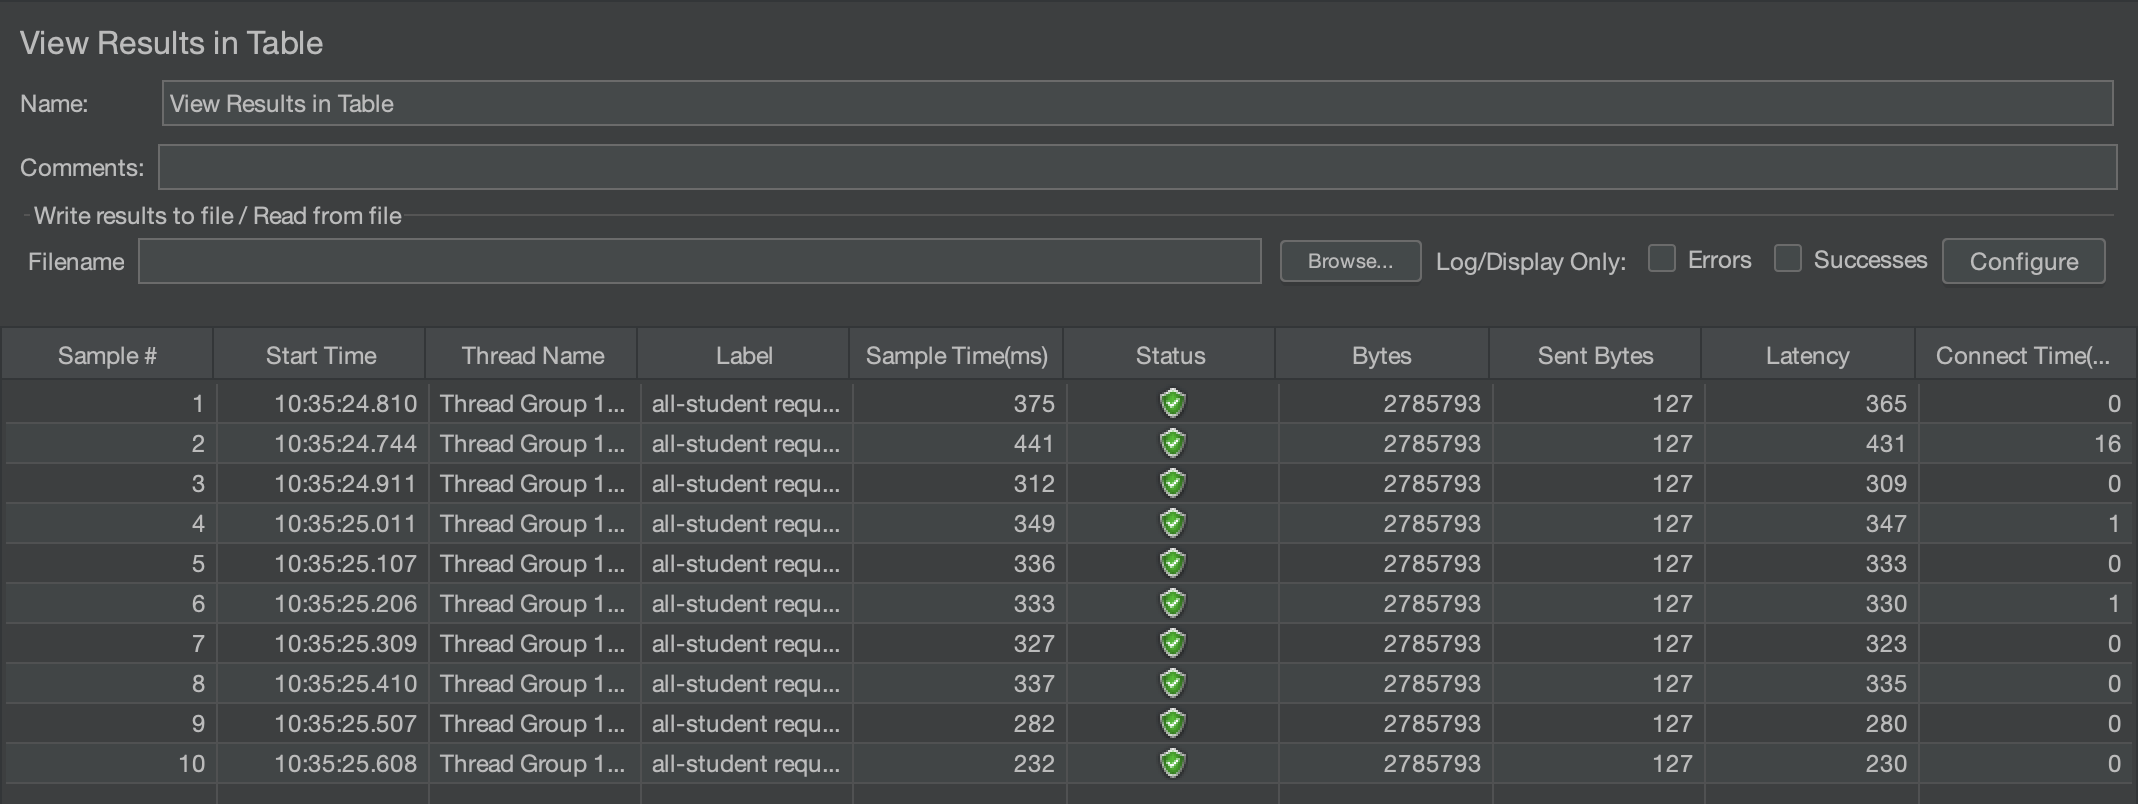 View Results in Table
Name: View Results in Table
Comments:
Write results to file / Read from file
Filename Browse... Log/Display Only: Errors Successes Configure
Sample # Start Time Thread Name Label Sample Time(ms) Status Bytes Sent Bytes Latency Connect Time(...
1 10:35:24.810 Thread Group 1... all-student requ... 375 2785793 127 365 0
2 10:35:24.744 Thread Group 1... all-student requ... 441 2785793 127 431 16
3 10:35:24.911 Thread Group 1... all-student requ... 312 2785793 127 309 0
4 10:35:25.011 Thread Group 1... all-student requ... 349 2785793 127 347 1
5 10:35:25.107 Thread Group 1... all-student requ... 336 2785793 127 333 0
6 10:35:25.206 Thread Group 1... all-student requ... 333 2785793 127 330 1
7 10:35:25.309 Thread Group 1... all-student requ... 327 2785793 127 323 0
8 10:35:25.410 Thread Group 1... all-student requ... 337 2785793 127 335 0
9 10:35:25.507 Thread Group 1... all-student requ... 282 2785793 127 280 0
10 10:35:25.608 Thread Group 1... all-student requ... 232 2785793 127 230 0